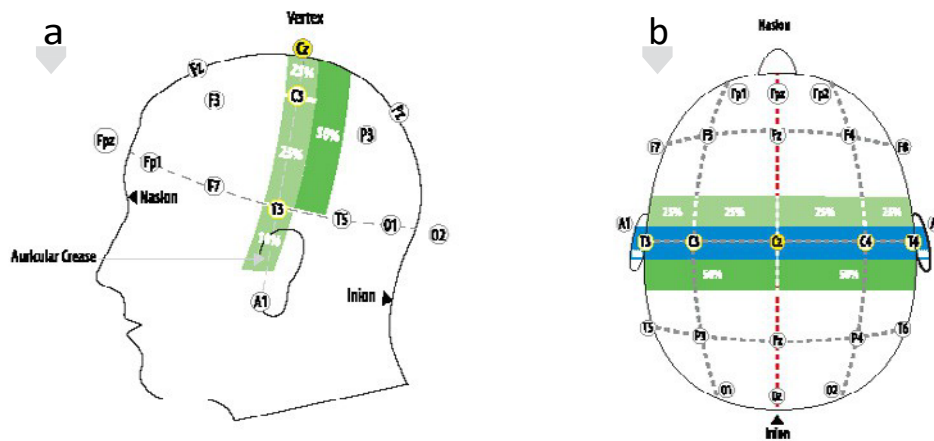 a
Vertex
Cz
25%
Fz
C3
F3
50%
P3
Fpz
Fp1
25%
F7
Nasion
T3
T5
O1
O2
10%
Auricular Crease
A1
Inion
b
Nasion
Fp1
Fpz
Fp2
F7
F3
Fz
F4
F8
25%
25%
25%
25%
A1
A
T3
C3
Cz
C4
T4
50%
50%
T5
P3
Pz
P4
T6
O1
Oz
O2
Inion